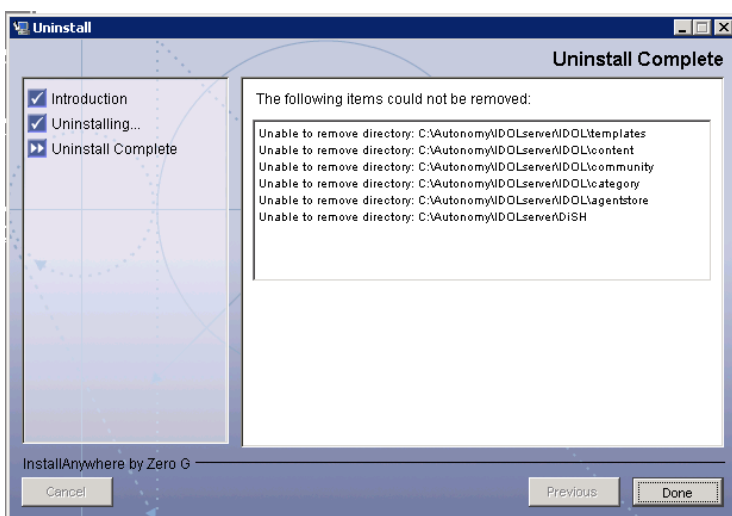 Uninstall
Uninstall Complete
Introduction
Uninstalling...
Uninstall Complete
The following items could not be removed:
Unable to remove directory: C:\Autonomy\IDOLserver\IDOL\templates
Unable to remove directory: C:\Autonomy\IDOLserver\IDOL\content
Unable to remove directory: C:\Autonomy\IDOLserver\IDOL\community
Unable to remove directory: C:\Autonomy\IDOLserver\IDOL\category
Unable to remove directory: C:\Autonomy\IDOLserver\IDOL\agentstore
Unable to remove directory: C:\Autonomy\IDOLserver\DiSH
InstallAnywhere by Zero G
Cancel Previous Done